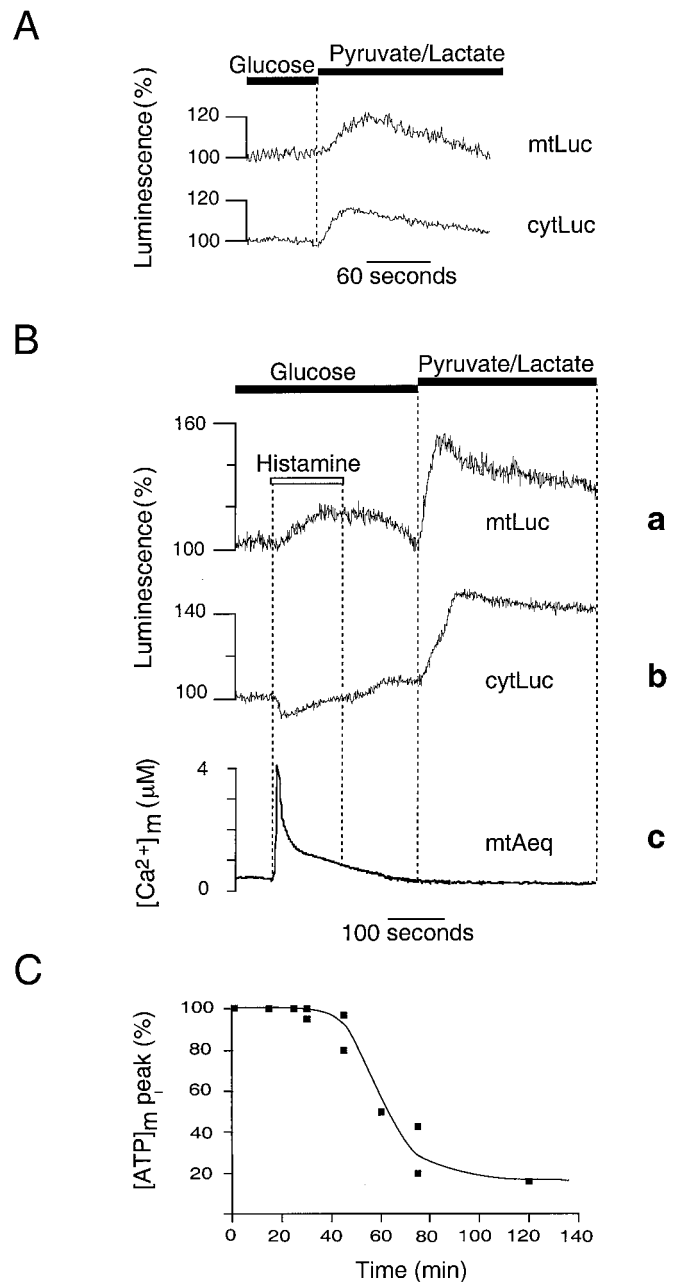 A
Glucose
Pyruvate/Lactate
Luminescence (%)
120
100
mtLuc
120
100
cytLuc
60 seconds
B
Glucose
Pyruvate/Lactate
Luminescence (%)
160
Histamine
100
mtLuc
a
140
100
cytLuc
b
[Ca2+]m (μM)
4
0
mtAeq
c
100 seconds
C
[ATP]m peak (%)
100
80
60
40
20
0 20 40 60 80 100 120 140
Time (min)